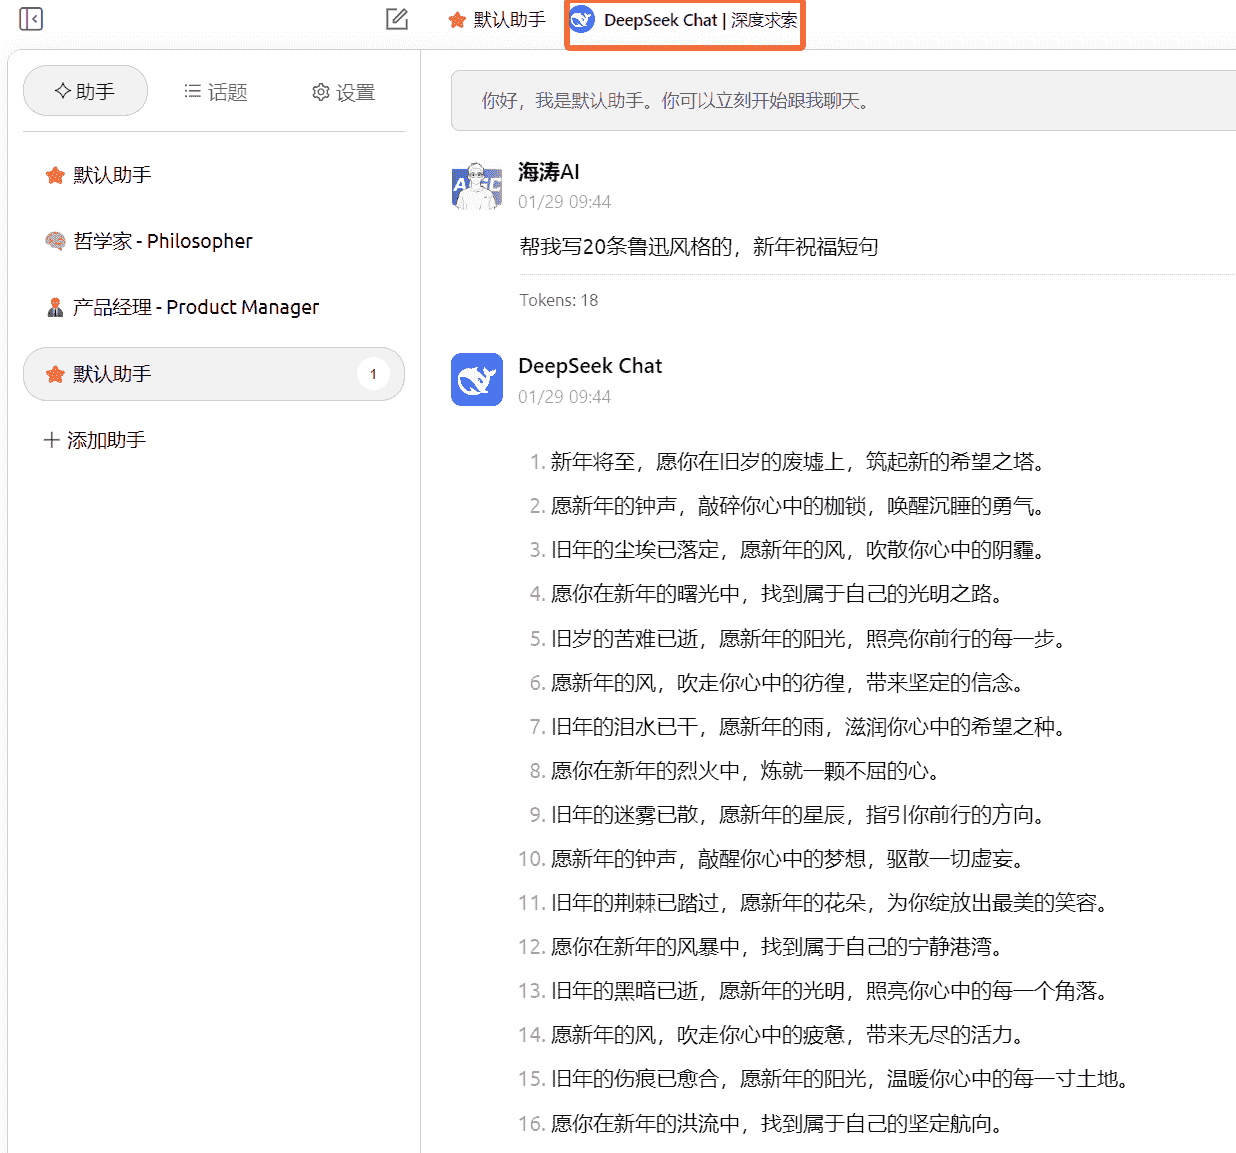 默认助手
DeepSeek Chat | 深度求索
助手
话题
设置
默认助手
哲学家 - Philosopher
产品经理 - Product Manager
默认助手
1
添加助手
你好，我是默认助手。你可以立刻开始跟我聊天。
海涛AI
01/29 09:44
帮我写20条鲁迅风格的，新年祝福短句
Tokens: 18
DeepSeek Chat
01/29 09:44
1. 新年将至，愿你在旧岁的废墟上，筑起新的希望之塔。
2. 愿新年的钟声，敲碎你心中的枷锁，唤醒沉睡的勇气。
3. 旧年的尘埃已落定，愿新年的风，吹散你心中的阴霾。
4. 愿你在新年的曙光中，找到属于自己的光明之路。
5. 旧岁的苦难已逝，愿新年的阳光，照亮你前行的每一步。
6. 愿新年的风，吹走你心中的彷徨，带来坚定的信念。
7. 旧年的泪水已干，愿新年的雨，滋润你心中的希望之种。
8. 愿你在新年的烈火中，炼就一颗不屈的心。
9. 旧年的迷雾已散，愿新年的星辰，指引你前行的方向。
10. 愿新年的钟声，敲醒你心中的梦想，驱散一切虚妄。
11. 旧年的荆棘已踏过，愿新年的花朵，为你绽放出最美的笑容。
12. 愿你在新年的风暴中，找到属于自己的宁静港湾。
13. 旧年的黑暗已逝，愿新年的光明，照亮你心中的每一个角落。
14. 愿新年的风，吹走你心中的疲惫，带来无尽的活力。
15. 旧年的伤痕已愈合，愿新年的阳光，温暖你心中的每一寸土地。
16. 愿你在新年的洪流中，找到属于自己的坚定航向。